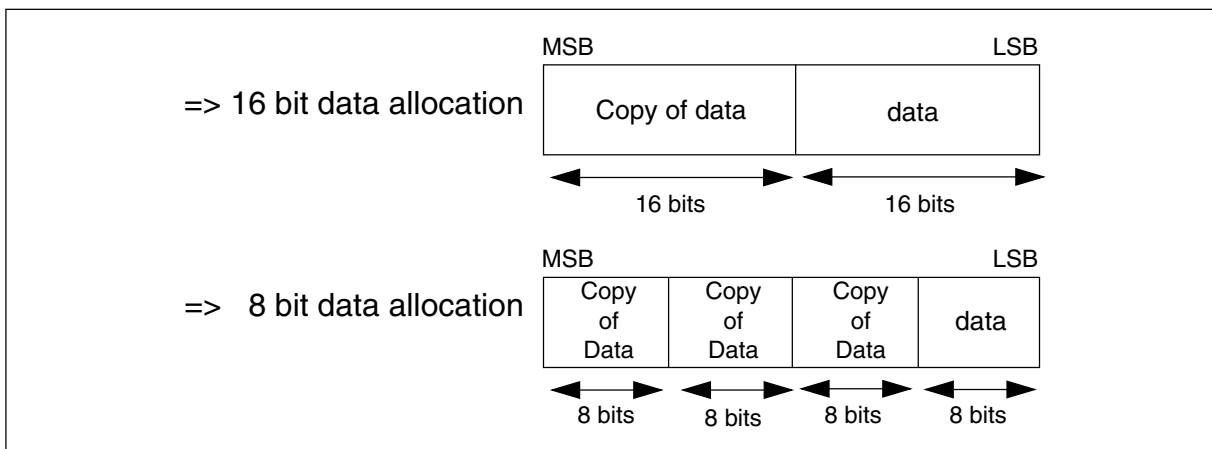 MSB LSB
=> 16 bit data allocation Copy of data data
16 bits 16 bits
MSB LSB
=> 8 bit data allocation
Copy Copy Copy
of of of data
Data Data Data
8 bits 8 bits 8 bits 8 bits